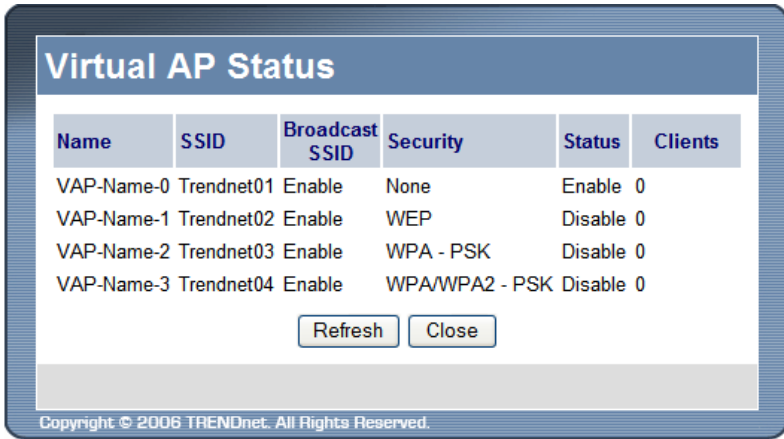 Virtual AP Status
Name SSID Broadcast SSID Security Status Clients
VAP-Name-0 Trendnet01 Enable None Enable 0
VAP-Name-1 Trendnet02 Enable WEP Disable 0
VAP-Name-2 Trendnet03 Enable WPA - PSK Disable 0
VAP-Name-3 Trendnet04 Enable WPA/WPA2 - PSK Disable 0
Refresh Close
Copyright © 2006 TRENDnet. All Rights Reserved.